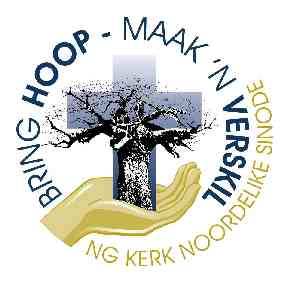 BRING HOOP - MAAK 'N VERSKIL
NG KERK NOORDELIKE SINODE